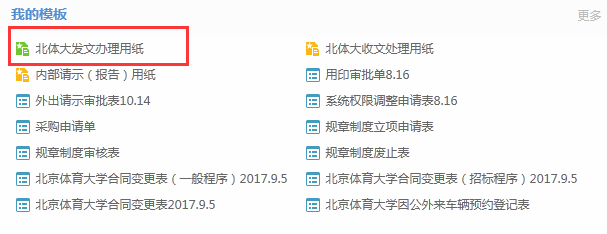 我的模板 更多
北体大发文办理用纸 北体大收文处理用纸
内部请示（报告）用纸 用印审批单8.16
外出请示审批表10.14 系统权限调整申请表8.16
采购申请单 规章制度立项申请表
规章制度审核表 规章制度废止表
北京体育大学合同变更表（一般程序）2017.9.5 北京体育大学合同变更表（招标程序）2017.9.5
北京体育大学合同变更表2017.9.5 北京体育大学因公外来车辆预约登记表